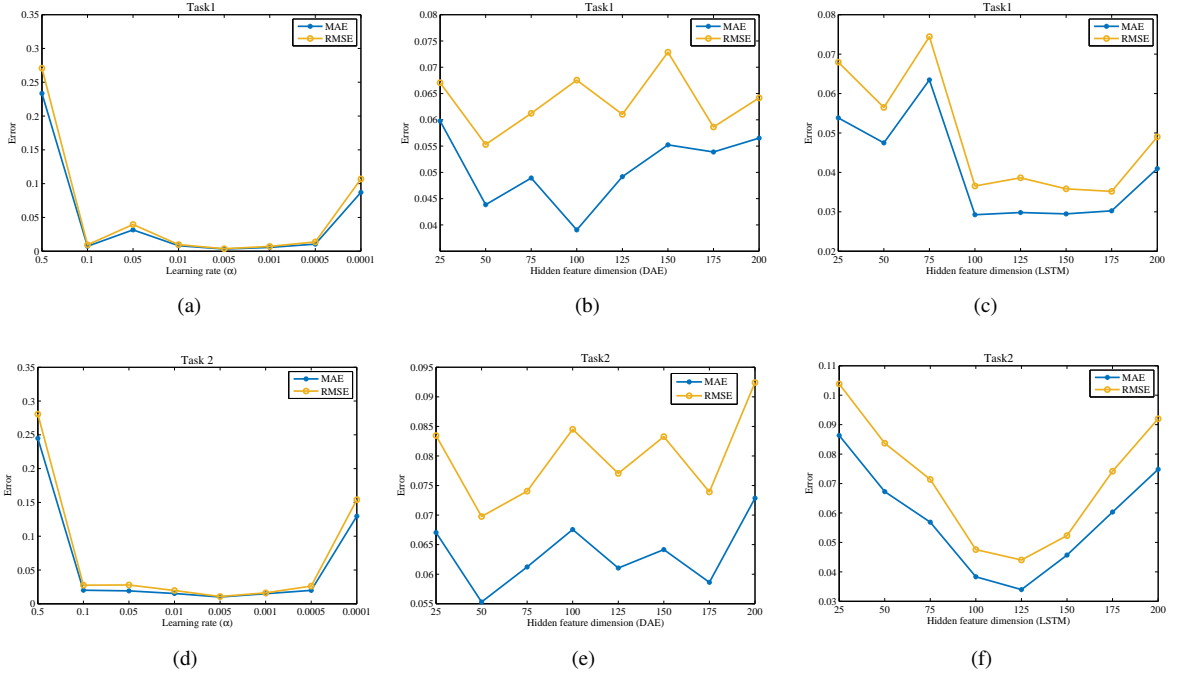 Task1
0.35
0.3
0.25
0.2
0.15
0.1
0.05
0
Error
MAE
RMSE
0.5 0.1 0.05 0.01 0.005 0.001 0.0005 0.0001
Learning rate (α)
(a)
Task1
0.08
0.075
0.07
0.065
0.06
0.055
0.05
0.045
0.04
Error
MAE
RMSE
25 50 75 100 125 150 175 200
Hidden feature dimension (DAE)
(b)
Task1
0.08
0.07
0.06
0.05
0.04
0.03
0.02
Error
MAE
RMSE
25 50 75 100 125 150 175 200
Hidden feature dimension (LSTM)
(c)
Task 2
0.35
0.3
0.25
0.2
0.15
0.1
0.05
0
Error
MAE
RMSE
0.5 0.1 0.05 0.01 0.005 0.001 0.0005 0.0001
Learning rate (α)
(d)
Task2
0.095
0.09
0.085
0.08
0.075
0.07
0.065
0.06
0.055
Error
MAE
RMSE
25 50 75 100 125 150 175 200
Hidden feature dimension (DAE)
(e)
Task2
0.11
0.1
0.09
0.08
0.07
0.06
0.05
0.04
0.03
Error
MAE
RMSE
25 50 75 100 125 150 175 200
Hidden feature dimension (LSTM)
(f)